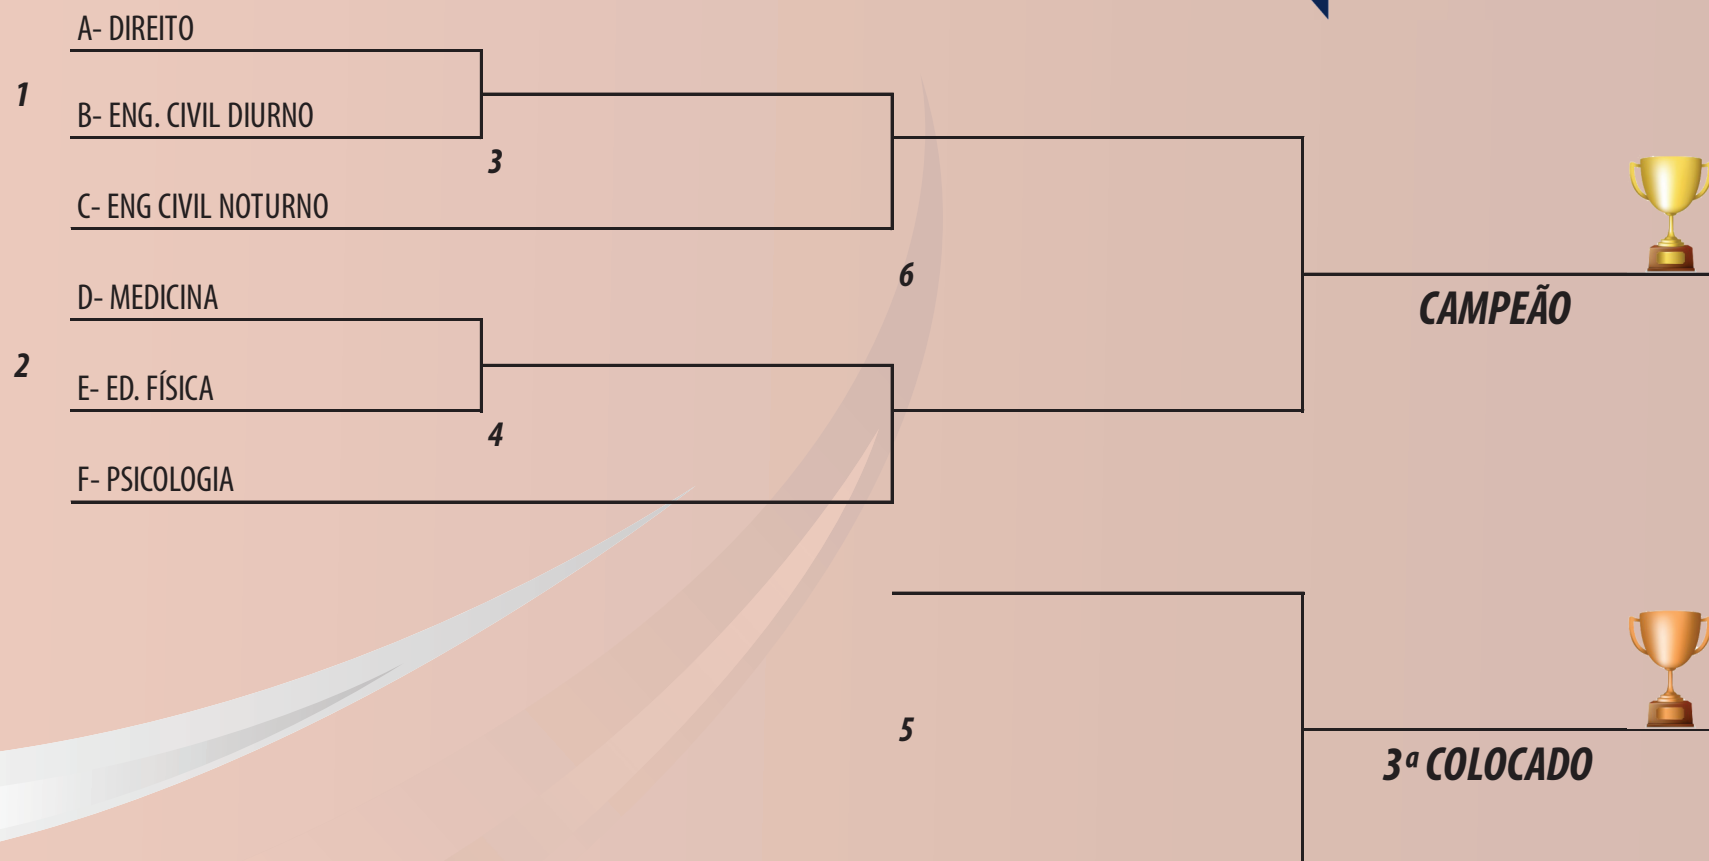 A- DIREITO
1
B- ENG. CIVIL DIURNO
3
C- ENG CIVIL NOTURNO
6
D- MEDICINA
CAMPEÃO
2
E- ED. FÍSICA
4
F- PSICOLOGIA
5
3ª COLOCADO